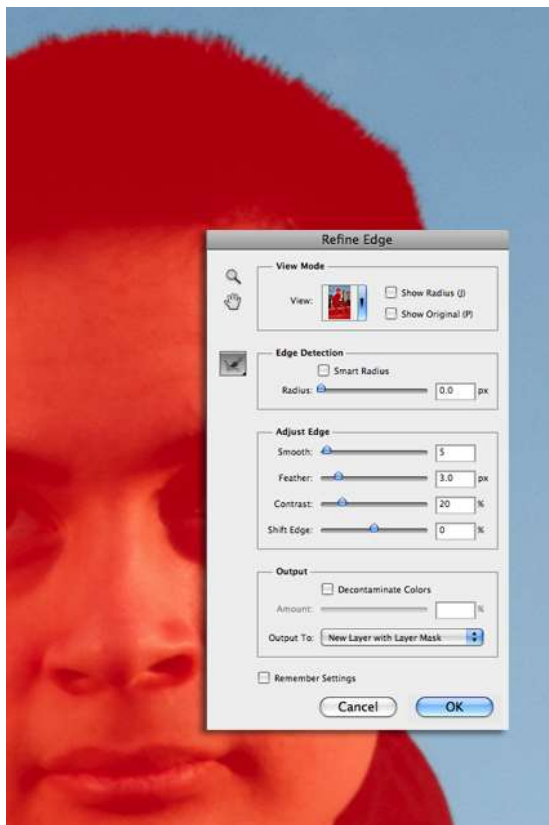 Refine Edge
View Mode
View:
Show Radius (J)
Show Original (P)
Edge Detection
Smart Radius
Radius: 0.0 px
Adjust Edge
Smooth: 5
Feather: 3.0 px
Contrast: 20 %
Shift Edge: 0 %
Output
Decontaminate Colors
Amount: %
Output To: New Layer with Layer Mask
Remember Settings
Cancel OK